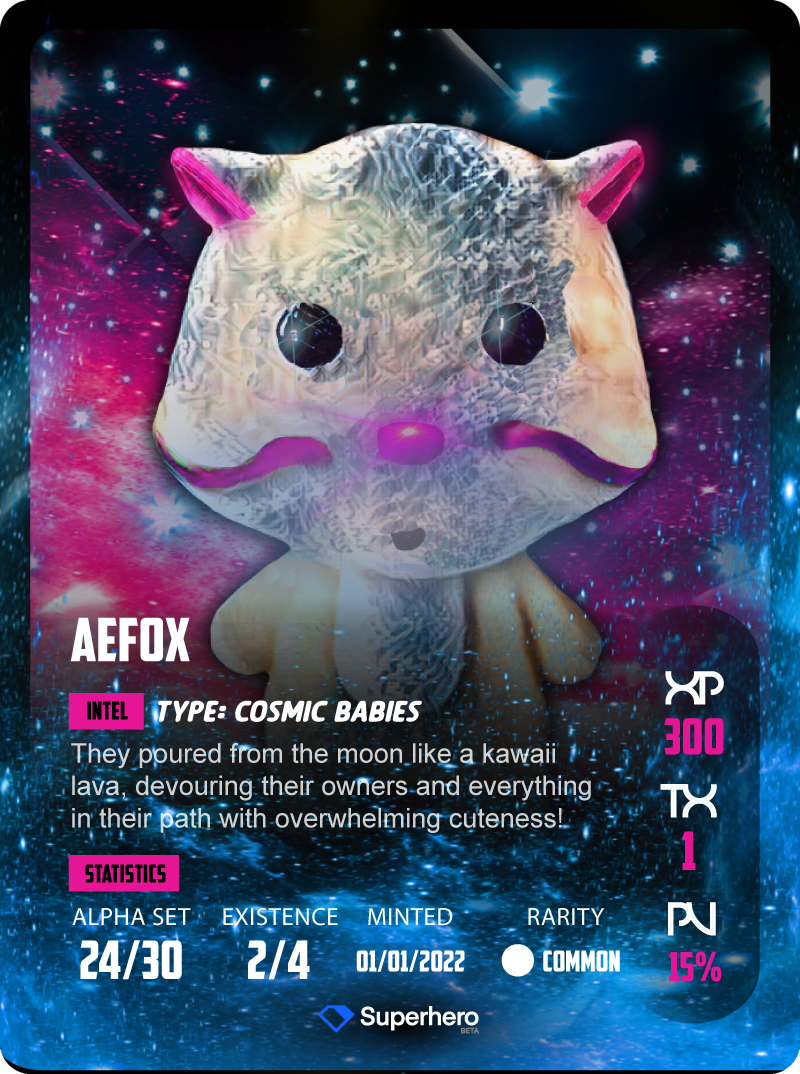 AEFOX
INTEL TYPE: COSMIC BABIES
They poured from the moon like a kawaii
lava, devouring their owners and everything
in their path with overwhelming cuteness!
STATISTICS
ALPHA SET EXISTENCE MINTED RARITY
24/30 2/4 01/01/2022 COMMON
XP
300
TX
1
PV
15%
Superhero
BETA